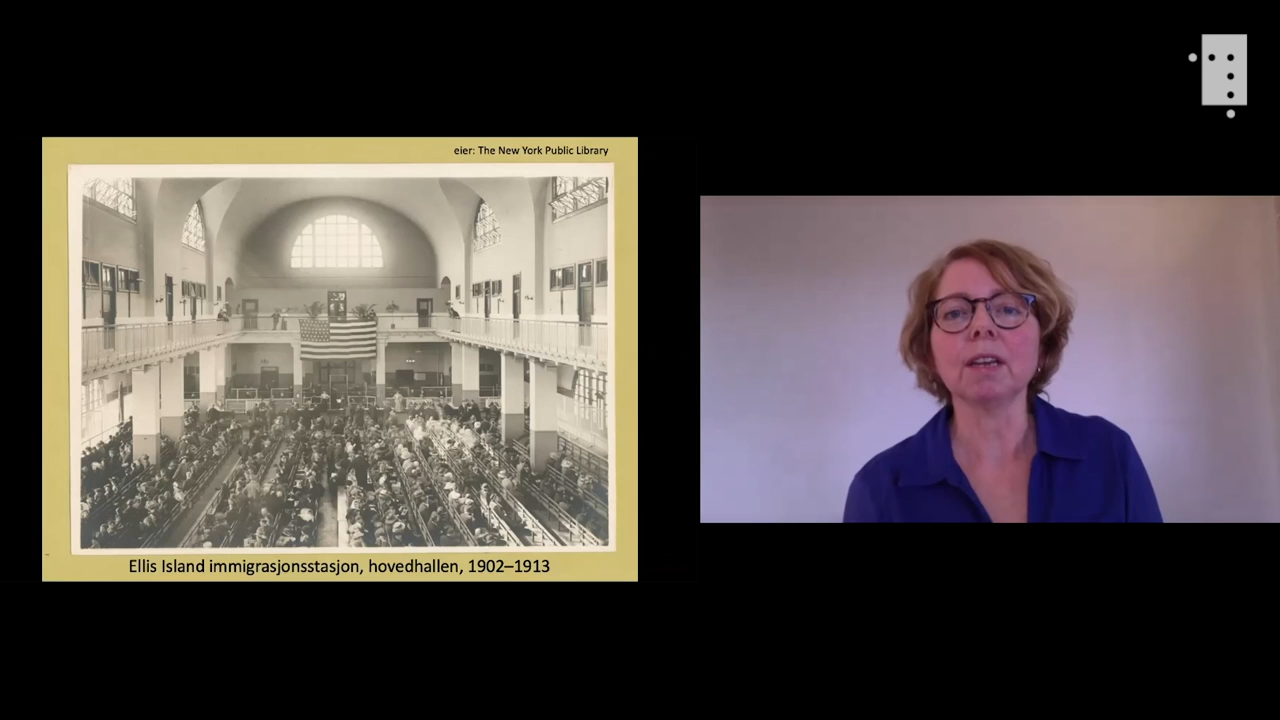 eier: The New York Public Library
Ellis Island immigrasjonsstasjon, hovedhallen, 1902–1913